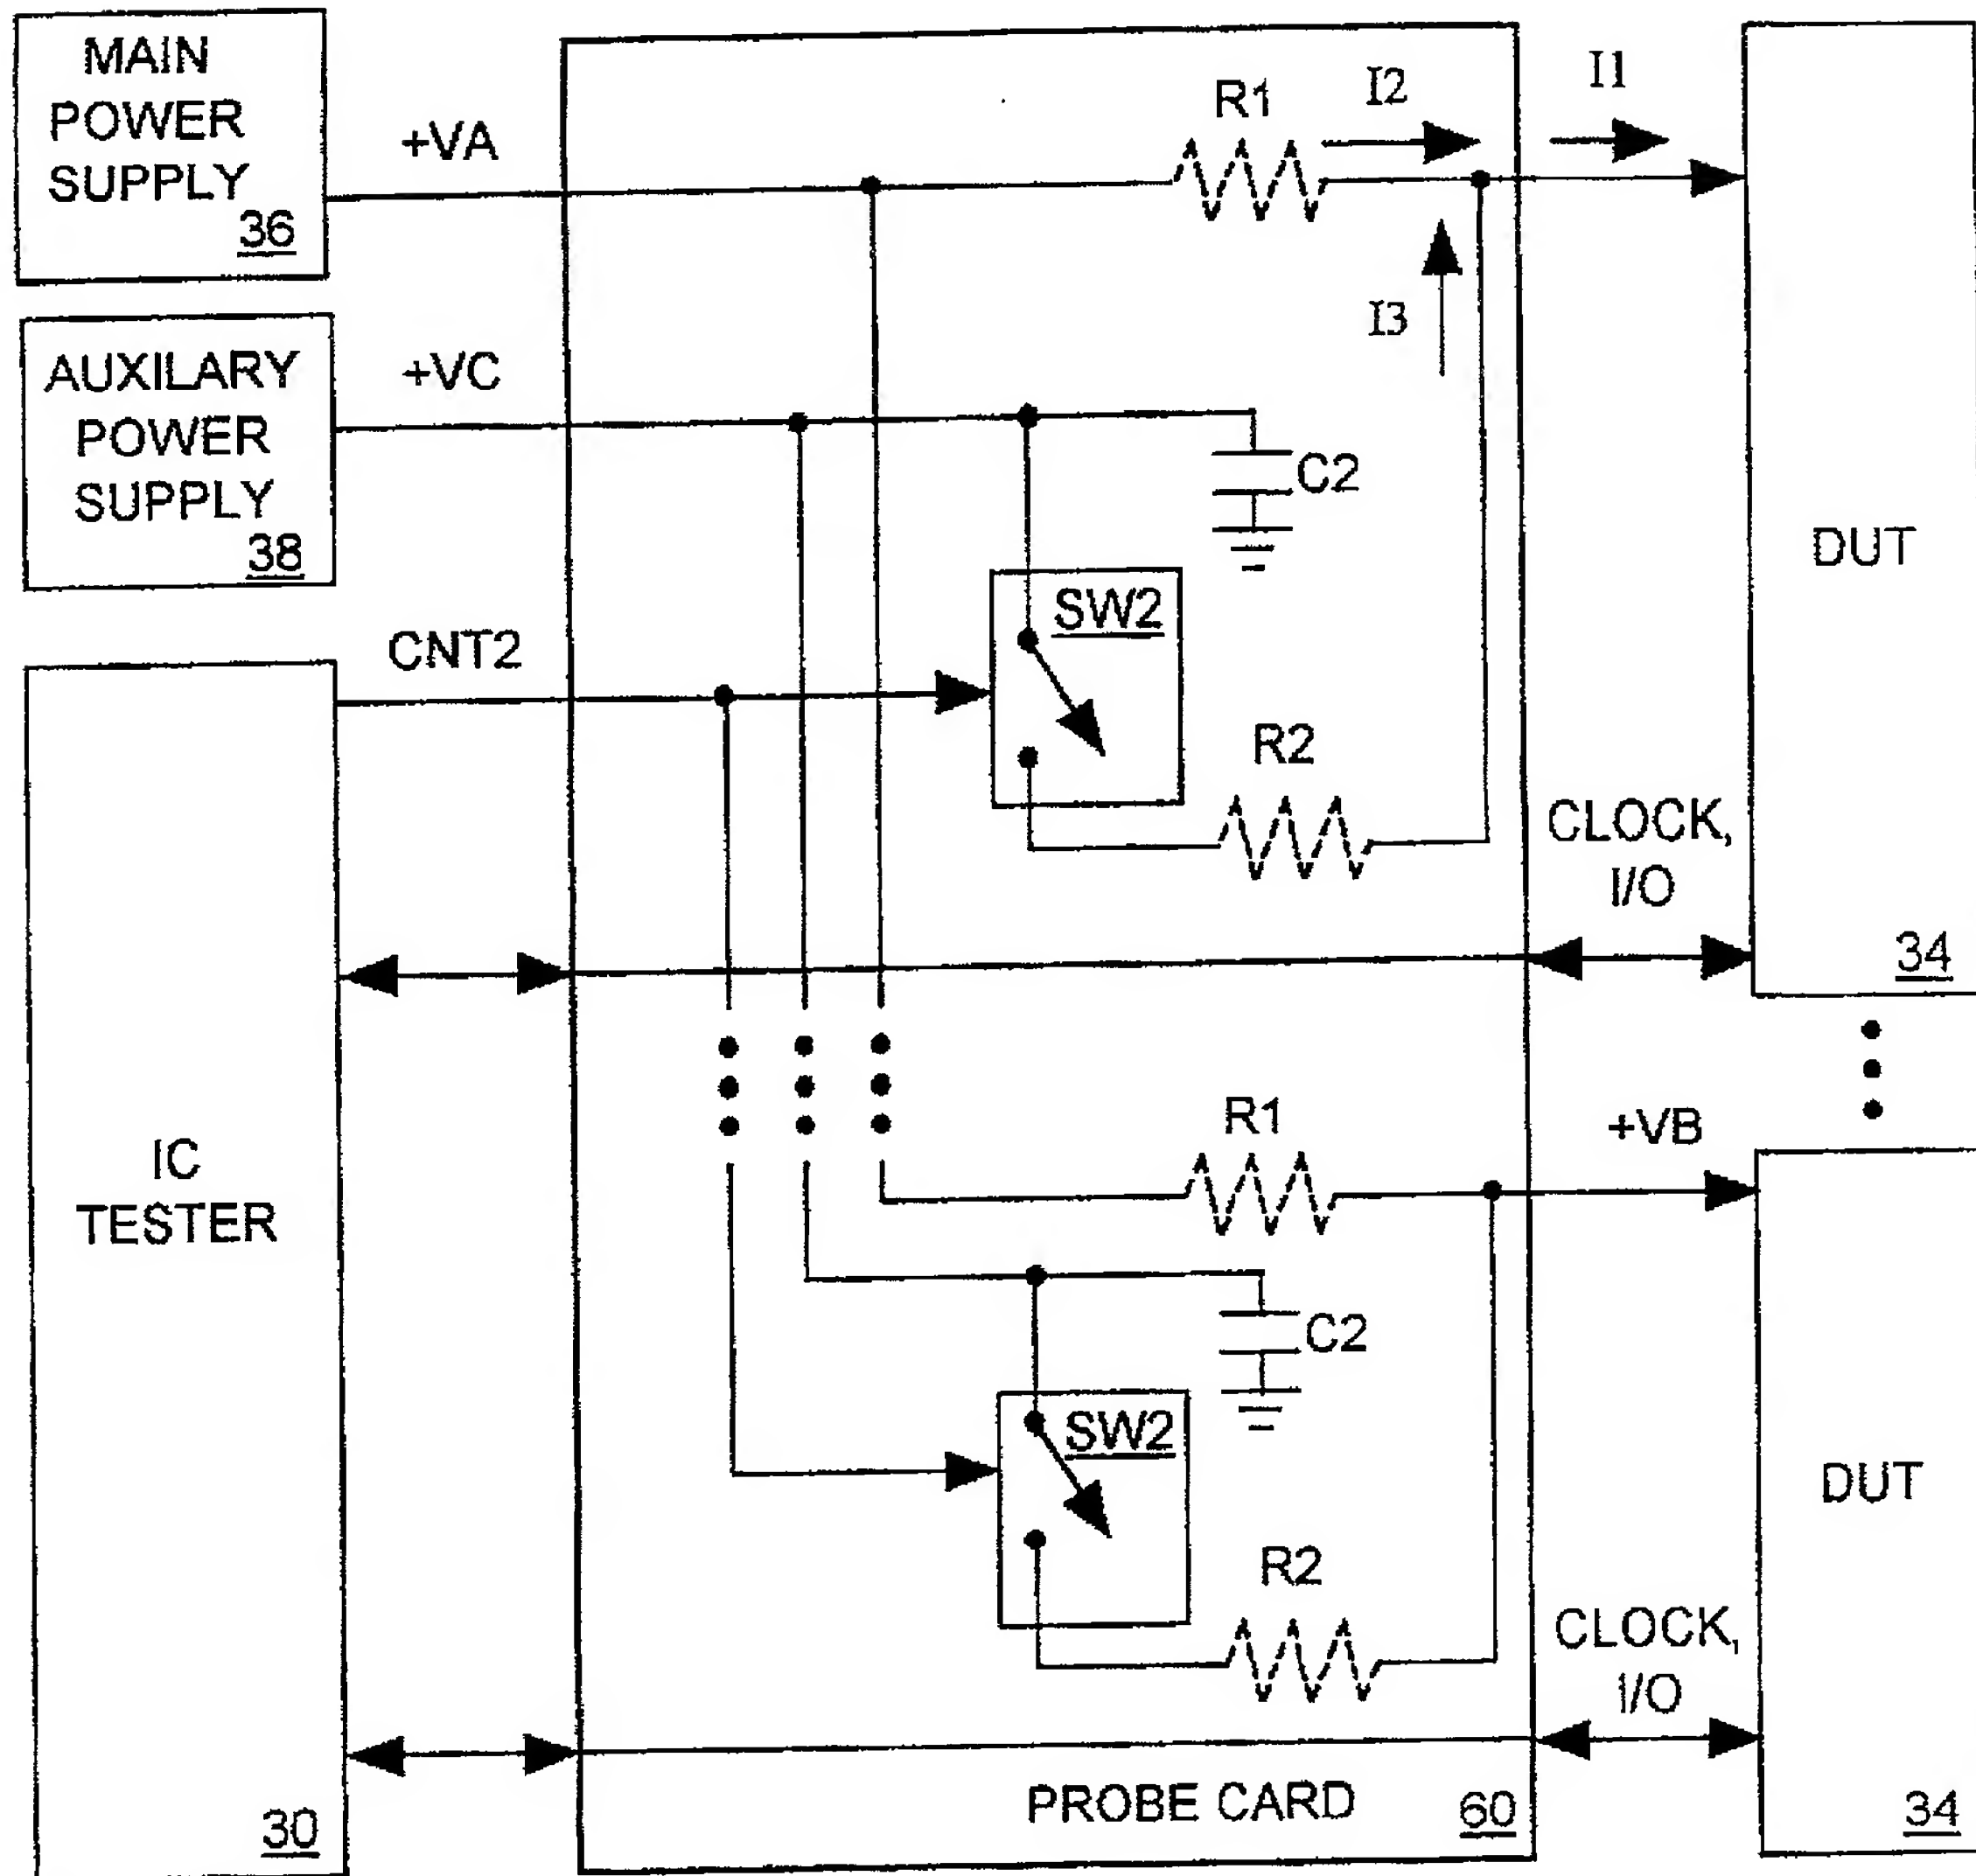 MAIN
POWER
SUPPLY
36
+VA
R1
I2
I1
I3
AUXILARY
POWER
SUPPLY
38
+VC
C2
DUT
34
SW2
CNT2
R2
CLOCK,
I/O
IC
TESTER
30
R1
+VB
C2
SW2
DUT
34
R2
CLOCK,
I/O
PROBE CARD
60